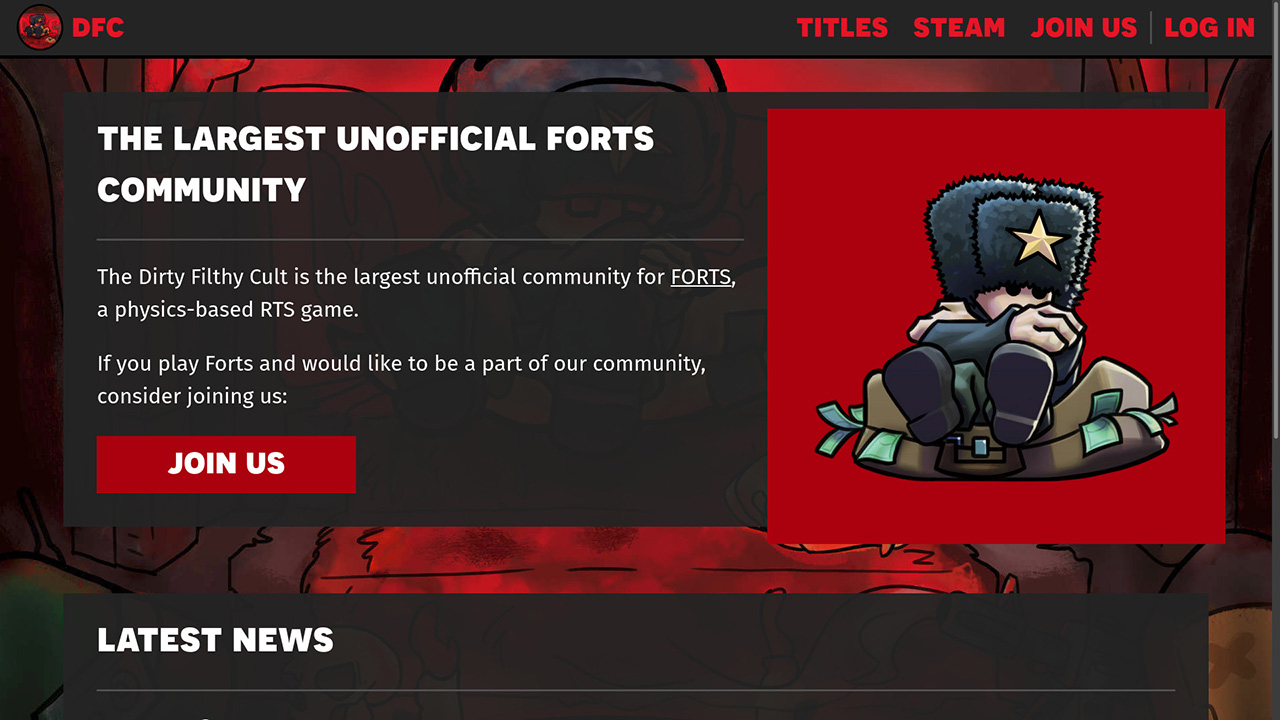 DFC
TITLES
STEAM
JOIN US
LOG IN
THE LARGEST UNOFFICIAL FORTS
COMMUNITY
The Dirty Filthy Cult is the largest unofficial community for FORTS,
a physics-based RTS game.
If you play Forts and would like to be a part of our community,
consider joining us:
JOIN US
LATEST NEWS